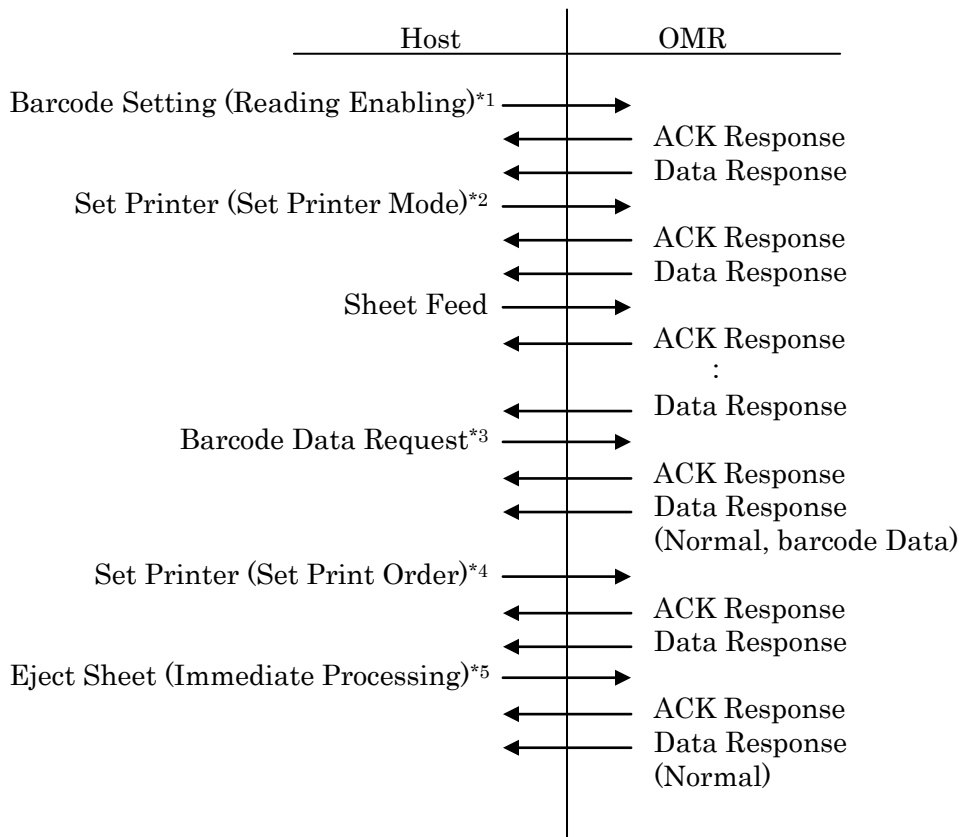 Host OMR
Barcode Setting (Reading Enabling)*1
ACK Response
Data Response
Set Printer (Set Printer Mode)*2
ACK Response
Data Response
Sheet Feed
ACK Response
:
Data Response
Barcode Data Request*3
ACK Response
Data Response
(Normal, barcode Data)
Set Printer (Set Print Order)*4
ACK Response
Data Response
Eject Sheet (Immediate Processing)*5
ACK Response
Data Response
(Normal)